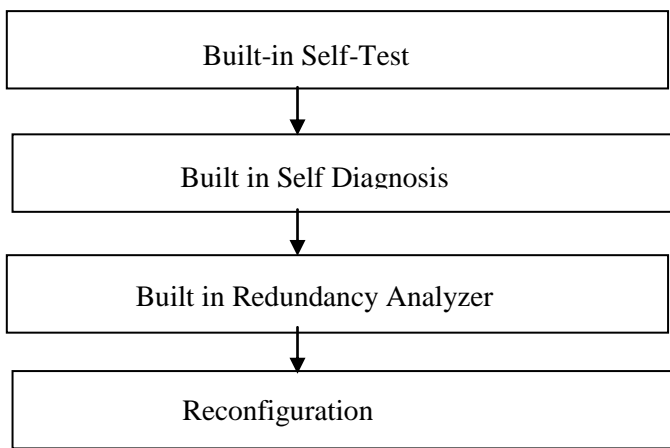 Built-in Self-Test
Built in Self Diagnosis
Built in Redundancy Analyzer
Reconfiguration